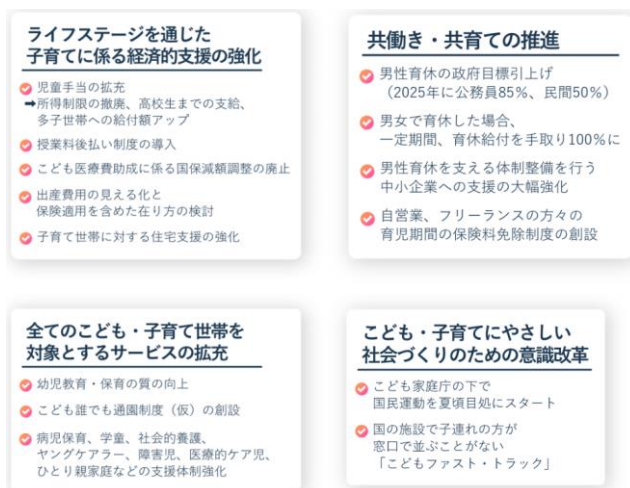 ライフステージを通じた
子育てに係る経済的支援の強化
児童手当の拡充
➡所得制限の撤廃、高校生までの支給、
多子世帯への給付額アップ
授業料後払い制度の導入
こども医療費助成に係る国保減額調整の廃止
出産費用の見える化と
保険適用を含めた在り方の検討
子育て世帯に対する住宅支援の強化
共働き・共育ての推進
男性育休の政府目標引上げ
（2025年に公務員85%、民間50%）
男女で育休した場合、
一定期間、育休給付を手取り100%に
男性育休を支える体制整備を行う
中小企業への支援の大幅強化
自営業、フリーランスの方々の
育児期間の保険料免除制度の創設
全てのこども・子育て世帯を
対象とするサービスの拡充
幼児教育・保育の質の向上
こども誰でも通園制度（仮）の創設
病児保育、学童、社会的養護、
ヤングケアラー、障害児、医療的ケア児、
ひとり親家庭などの支援体制強化
こども・子育てにやさしい
社会づくりのための意識改革
こども家庭庁の下で
国民運動を夏頃目処にスタート
国の施設で子連れの方が
窓口で並ぶことがない
「こどもファスト・トラック」